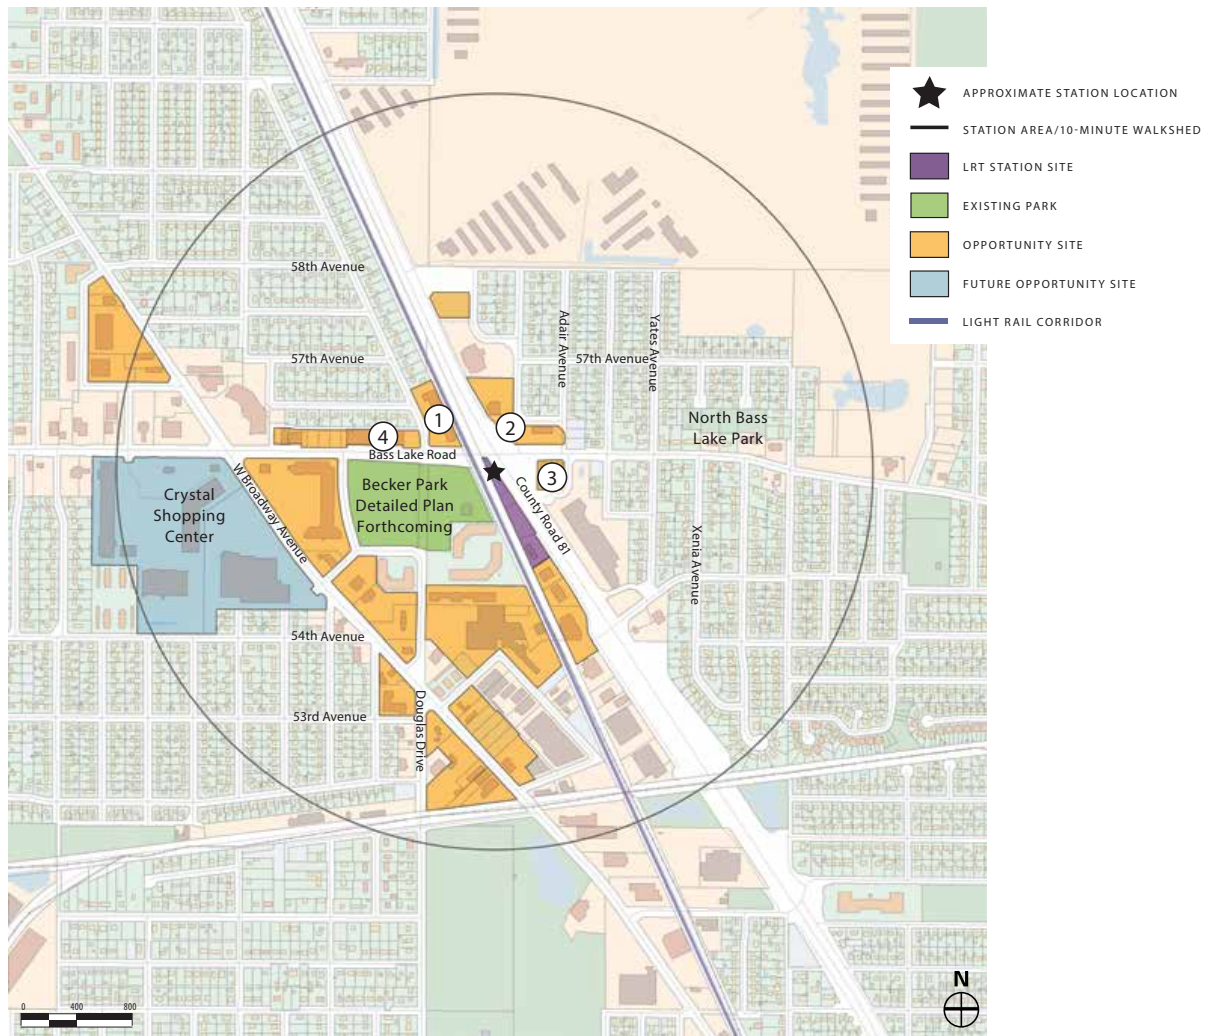 APPROXIMATE STATION LOCATION
STATION AREA/10-MINUTE WALKSHED
LRT STATION SITE
EXISTING PARK
OPPORTUNITY SITE
FUTURE OPPORTUNITY SITE
LIGHT RAIL CORRIDOR
58th Avenue
57th Avenue
Adair Avenue
57th Avenue
Yates Avenue
North Bass
Lake Park
1
2
4
Bass Lake Road
3
W Broadway Avenue
Crystal
Shopping
Center
Becker Park
Detailed Plan
Forthcoming
County Road 81
Xenia Avenue
54th Avenue
53rd Avenue
Douglas Drive
N
0 400 800